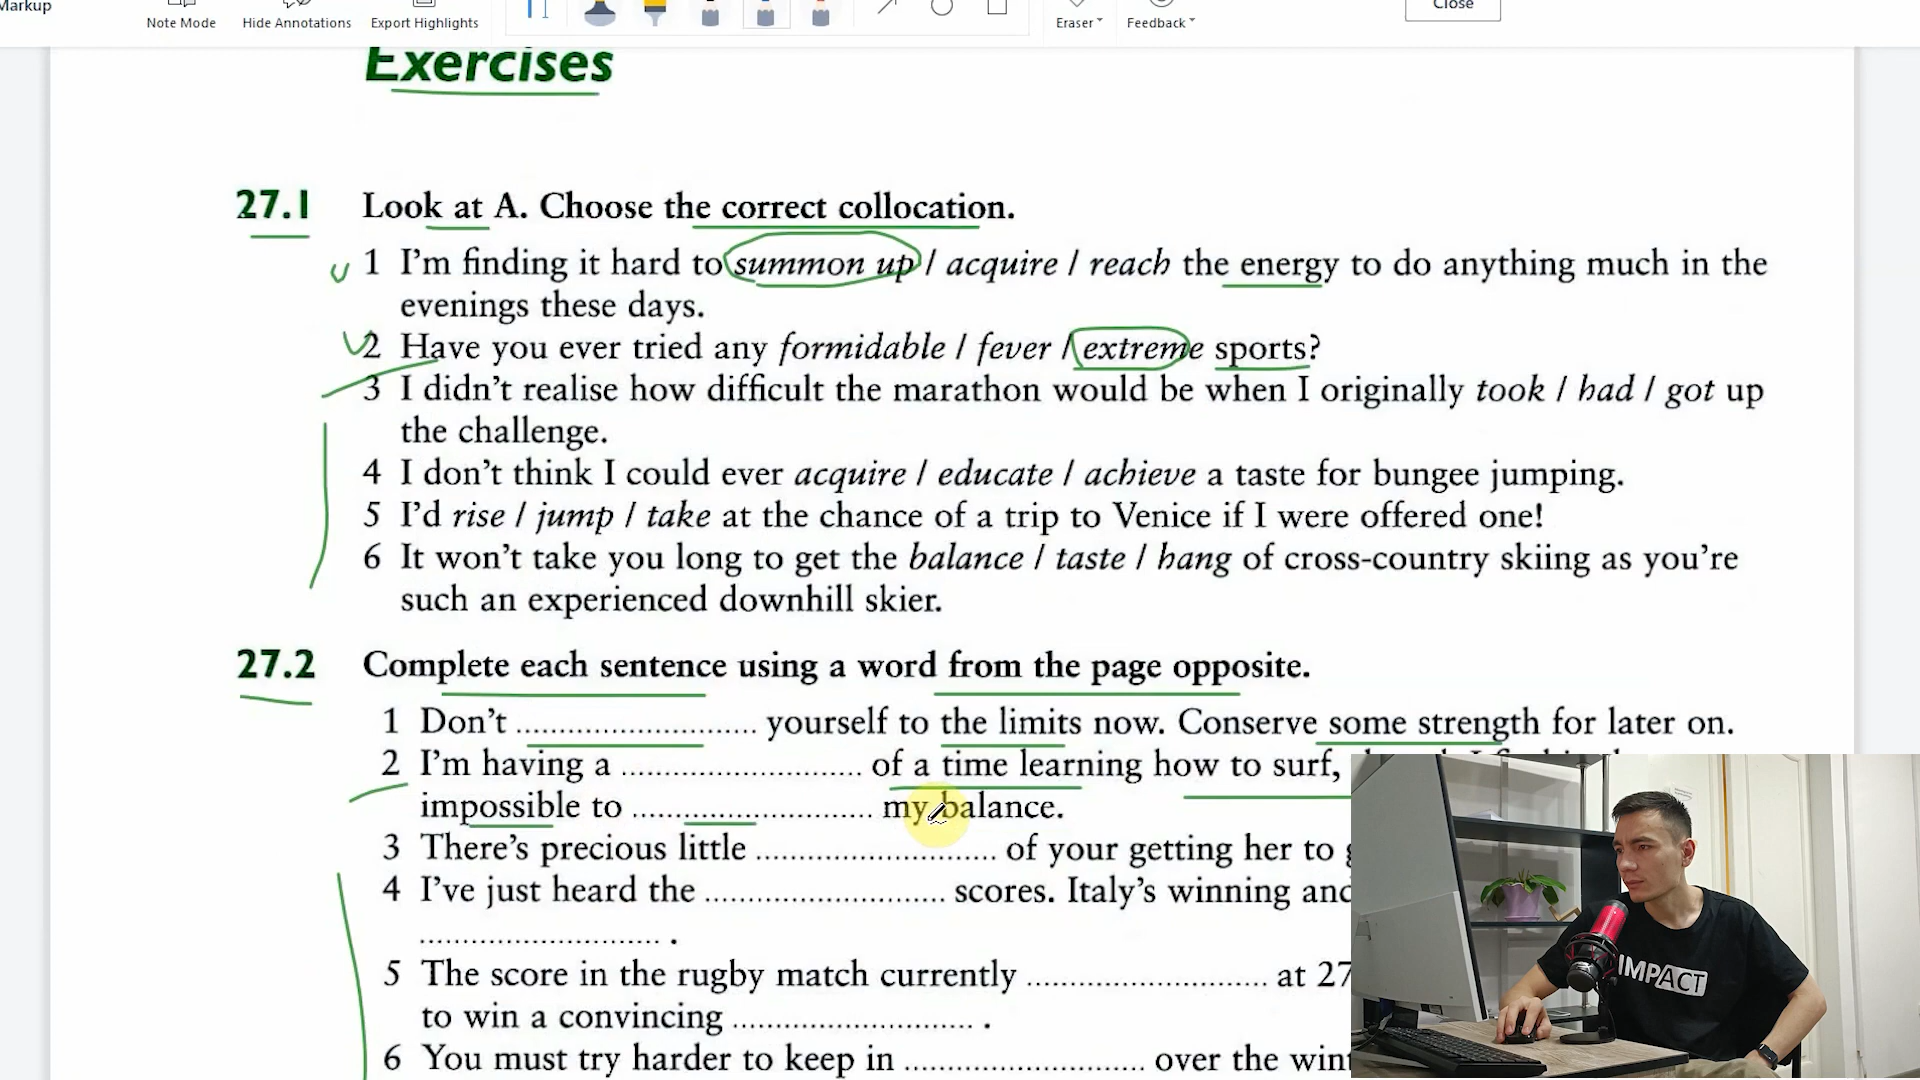 Markup
Note Mode
Hide Annotations
Export Highlights
Eraser
Feedback
Close
Exercises
27.1 Look at A. Choose the correct collocation.
1 I'm finding it hard to summon up / acquire / reach the energy to do anything much in the
evenings these days.
2 Have you ever tried any formidable / fever / extreme sports?
3 I didn't realise how difficult the marathon would be when I originally took / had / got up
the challenge.
4 I don't think I could ever acquire / educate / achieve a taste for bungee jumping.
5 I'd rise / jump / take at the chance of a trip to Venice if I were offered one!
6 It won't take you long to get the balance / taste / hang of cross-country skiing as you're
such an experienced downhill skier.
27.2 Complete each sentence using a word from the page opposite.
1 Don't ........................... yourself to the limits now. Conserve some strength for later on.
2 I'm having a ........................... of a time learning how to surf,
impossible to ........................... my balance.
3 There's precious little ........................... of your getting her to
4 I've just heard the ........................... scores. Italy's winning and
........................... .
5 The score in the rugby match currently ........................... at 27
to win a convincing ........................... .
6 You must try harder to keep in ........................... over the
IMPACT